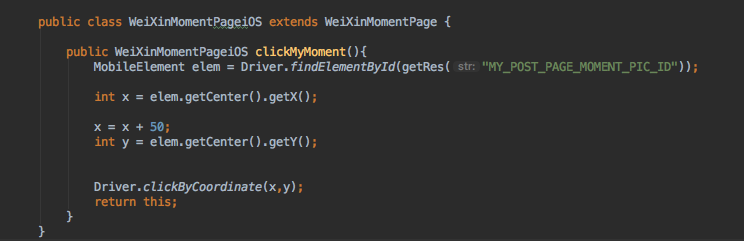 public class WeiXinMomentPageiOS extends WeiXinMomentPage {
public WeiXinMomentPageiOS clickMyMoment(){
MobileElement elem = Driver.findElementById(getRes( str: "MY_POST_PAGE_MOMENT_PIC_ID"));
int x = elem.getCenter().getX();
x = x + 50;
int y = elem.getCenter().getY();
Driver.clickByCoordinate(x,y);
return this;
}
}